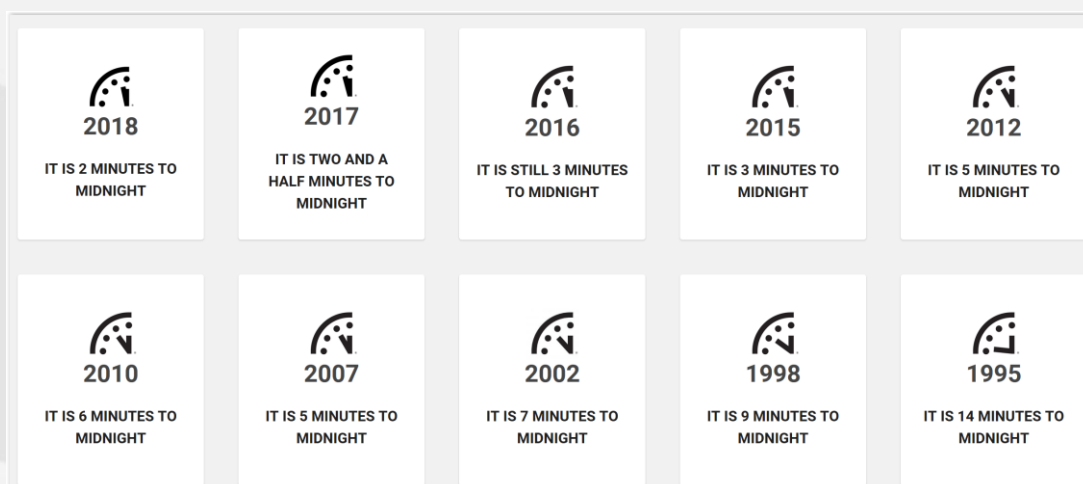 2018
IT IS 2 MINUTES TO
MIDNIGHT
2017
IT IS TWO AND A
HALF MINUTES TO
MIDNIGHT
2016
IT IS STILL 3 MINUTES
TO MIDNIGHT
2015
IT IS 3 MINUTES TO
MIDNIGHT
2012
IT IS 5 MINUTES TO
MIDNIGHT
2010
IT IS 6 MINUTES TO
MIDNIGHT
2007
IT IS 5 MINUTES TO
MIDNIGHT
2002
IT IS 7 MINUTES TO
MIDNIGHT
1998
IT IS 9 MINUTES TO
MIDNIGHT
1995
IT IS 14 MINUTES TO
MIDNIGHT